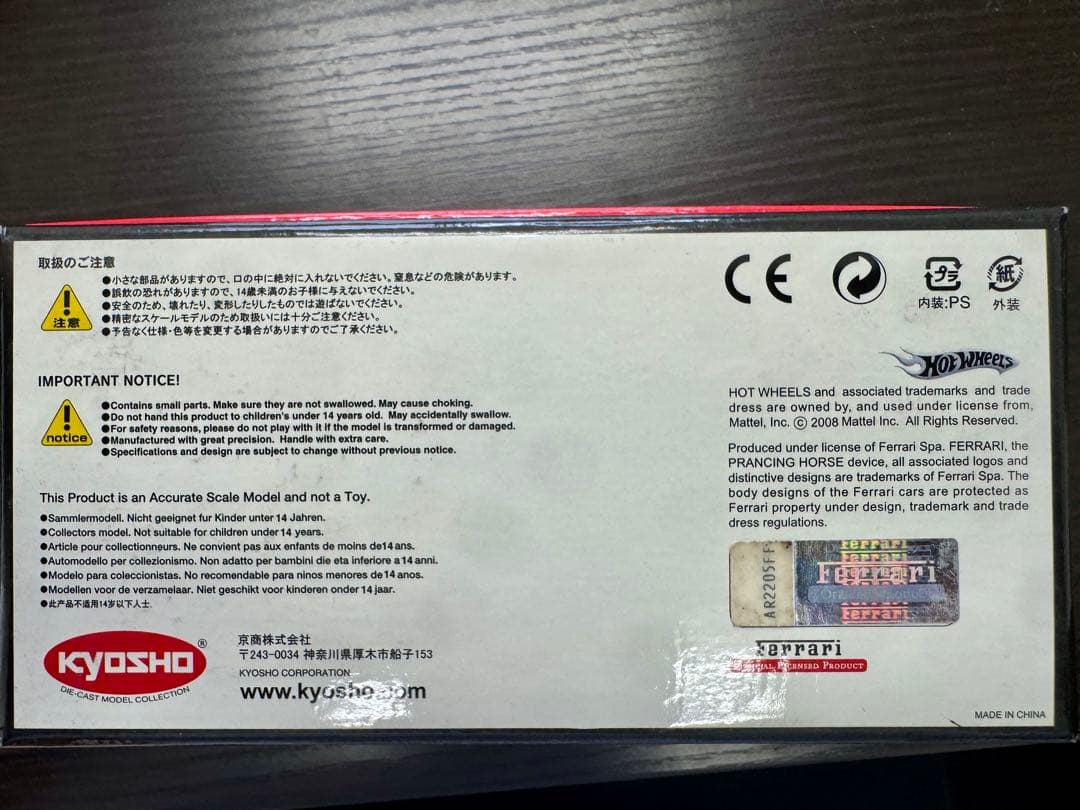 取扱のご注意
注意
●小さな部品がありますので、口の中に絶対に入れないでください。窒息などの危険があります。
●誤飲の恐れがありますので、14歳未満のお子様に与えないでください。
●安全のため、壊れたり、変形したりしたものでは遊ばないでください。
●精密なスケールモデルのため取扱いには十分ご注意ください。
●予告なく仕様・色等を変更する場合がありますのでご了承ください。
IMPORTANT NOTICE!
notice
●Contains small parts. Make sure they are not swallowed. May cause choking.
●Do not hand this product to children's under 14 years old. May accidentally swallow.
●For safety reasons, please do not play with it if the model is transformed or damaged.
●Manufactured with great precision. Handle with extra care.
●Specifications and design are subject to change without previous notice.
This Product is an Accurate Scale Model and not a Toy.
●Sammlermodell. Nicht geeignet fur Kinder unter 14 Jahren.
●Collectors model. Not suitable for children under 14 years.
●Article pour collectionneurs. Ne convient pas aux enfants de moins de14 ans.
●Automodello per collezionismo. Non adatto per bambini die eta inferiore a14 anni.
●Modelo para coleccionistas. No recomendable para ninos menores de14 anos.
●Modellen voor de verzamelaar. Niet geschikt voor kinderen onder 14 jaar.
●此产品不适用14岁以下人士.
KYOSHO®
DIE-CAST MODEL COLLECTION
京商株式会社
〒243-0034 神奈川県厚木市船子153
KYOSHO CORPORATION
www.kyosho.com
CE
プラ
内装:PS
紙
外装
HOT WHEELS
HOT WHEELS and associated trademarks and trade
dress are owned by, and used under license from,
Mattel, Inc. © 2008 Mattel Inc. All Rights Reserved.
Produced under license of Ferrari Spa. FERRARI, the
PRANCING HORSE device, all associated logos and
distinctive designs are trademarks of Ferrari Spa. The
body designs of the Ferrari cars are protected as
Ferrari property under design, trademark and trade
dress regulations.
AR2205FF
Ferrari
Ferrari
Ferrari
Ferrari
Ferrari
Ferrari
OFFICIAL LICENSED PRODUCT
MADE IN CHINA